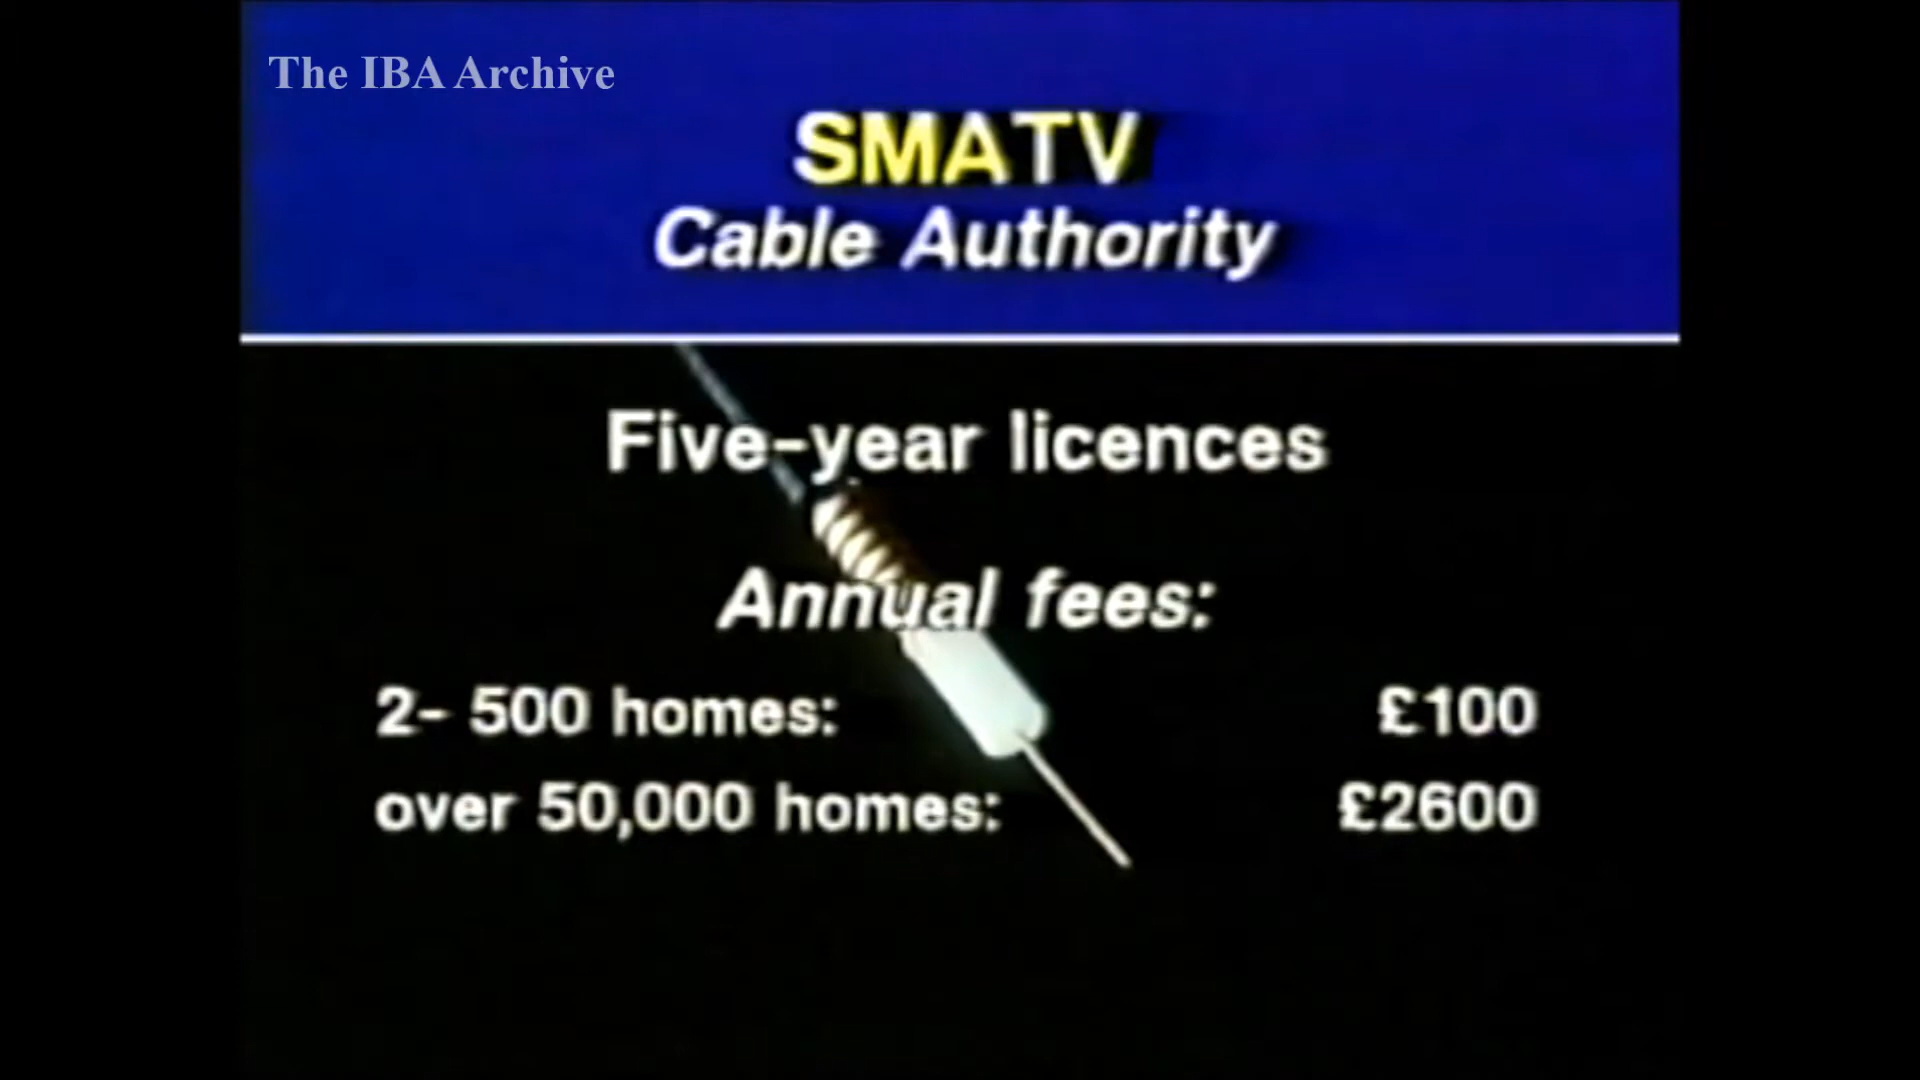 The IBA Archive
SMATV
Cable Authority
Five-year licences
Annual fees:
2- 500 homes: £100
over 50,000 homes: £2600